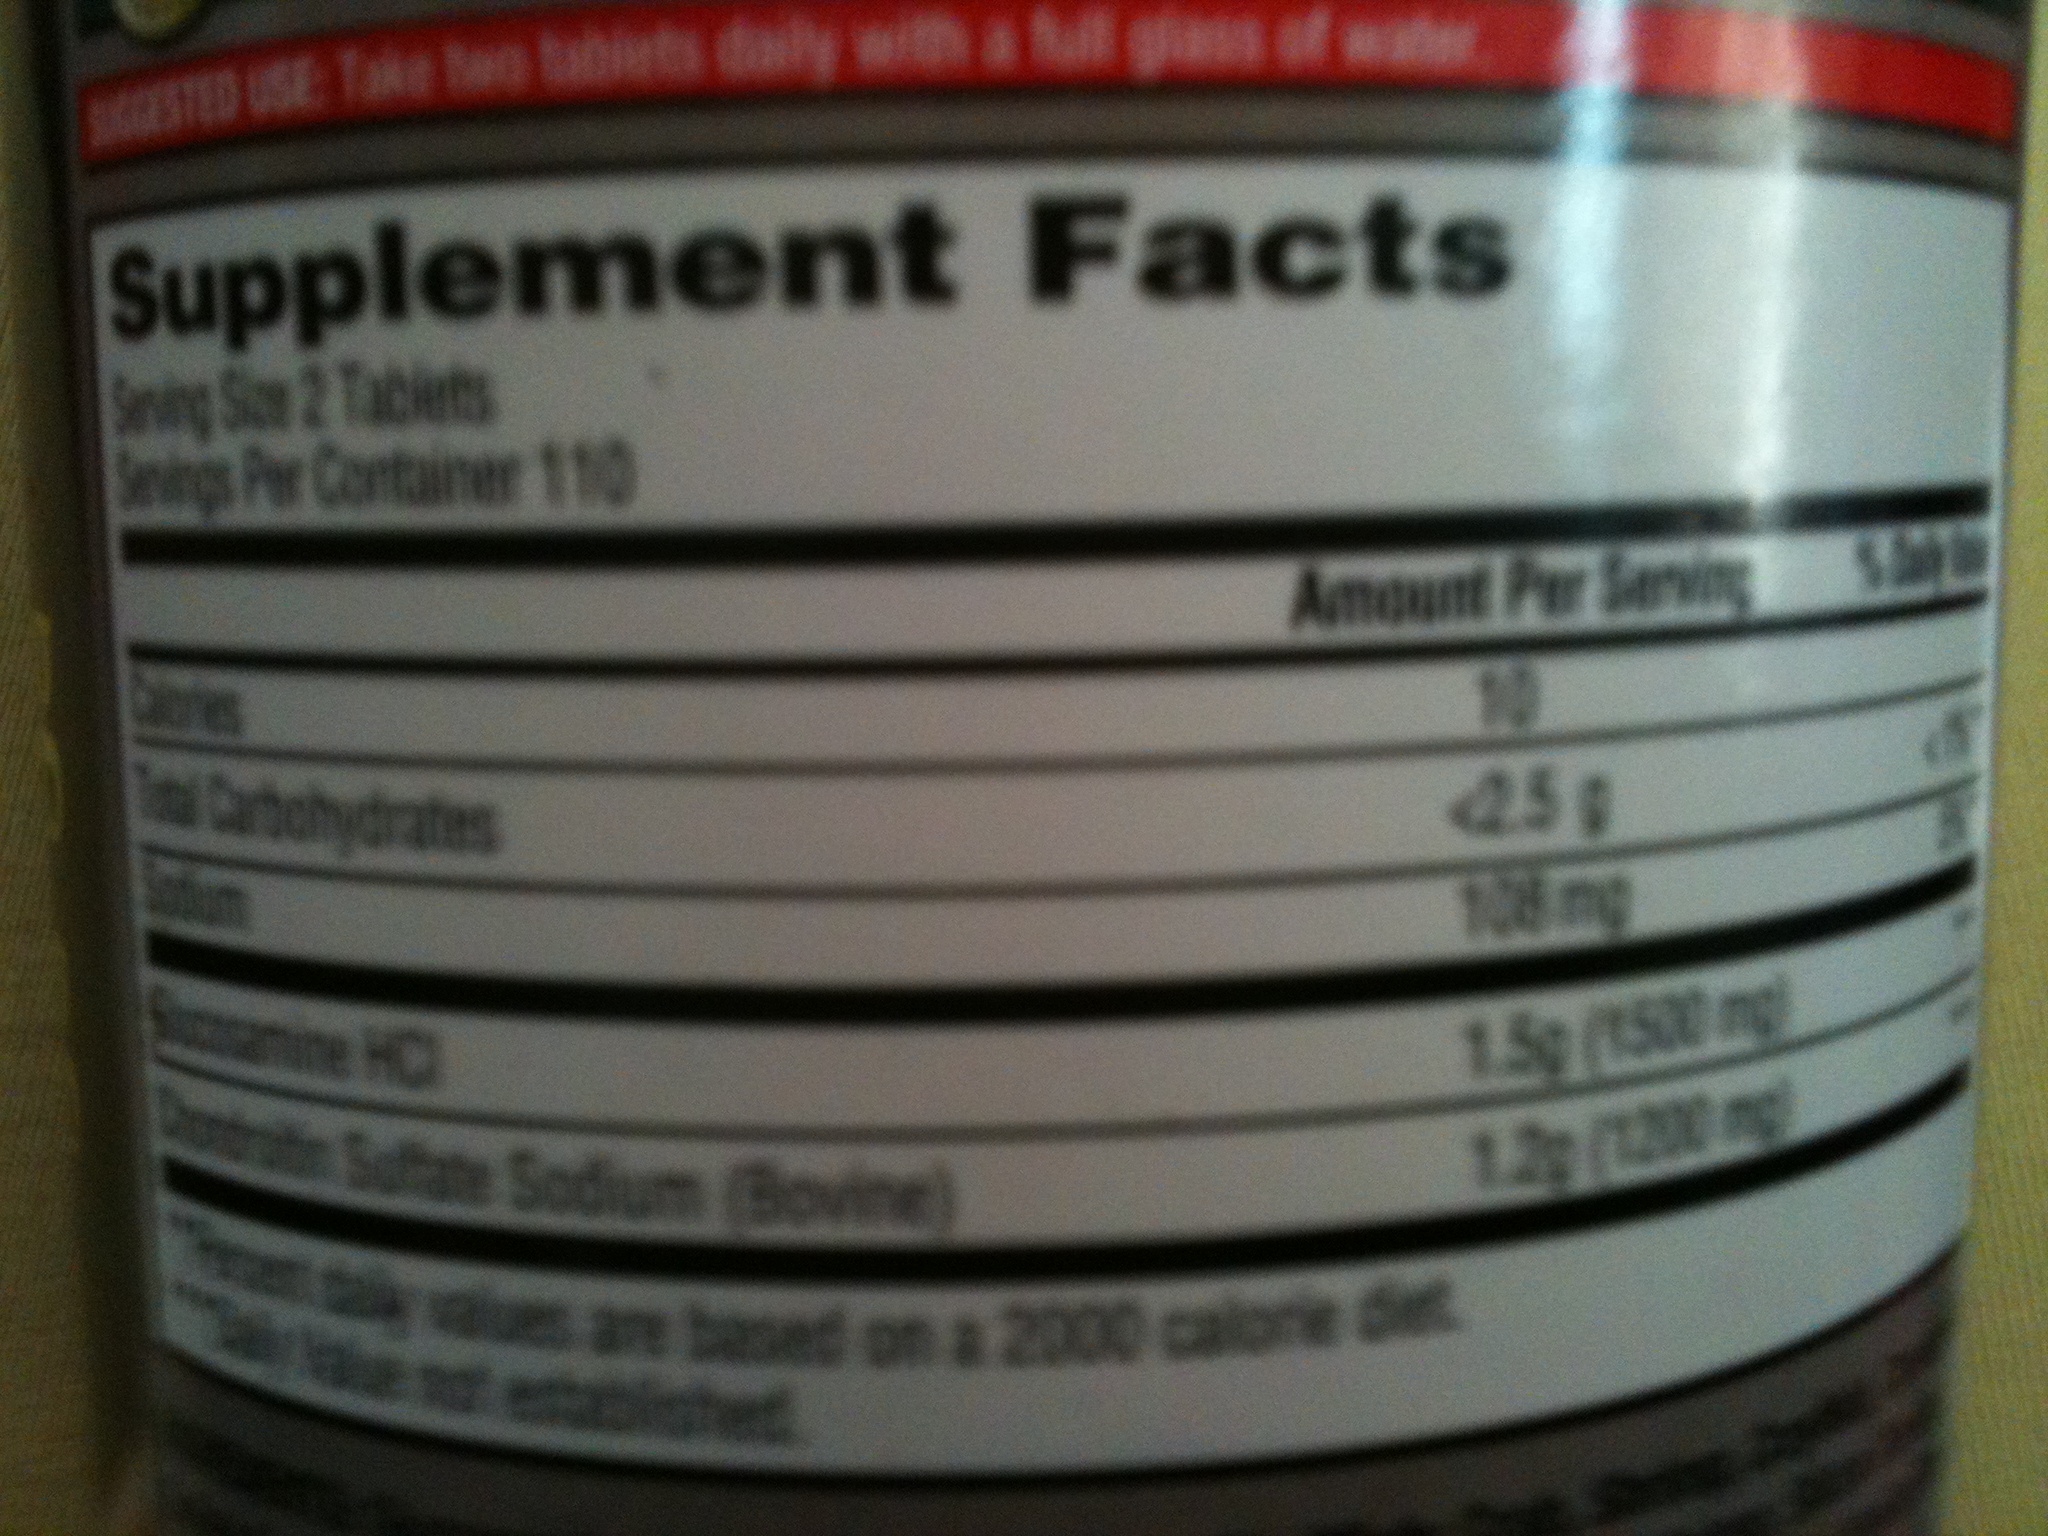 SUGGESTED USE: Take two tablets daily with a full glass of water.
Supplement Facts
Serving Size 2 Tablets
Servings Per Container 110
Amount Per Serving % Daily
Calories 10
Total Carbohydrates <2.5 g
Sodium 108 mg
Glucosamine HCl 1.5g (1500 mg)
Chondroitin Sulfate Sodium (Bovine) 1.2g (1200 mg)
Percent daily values are based on a 2000 calorie diet.
Daily Value not established.